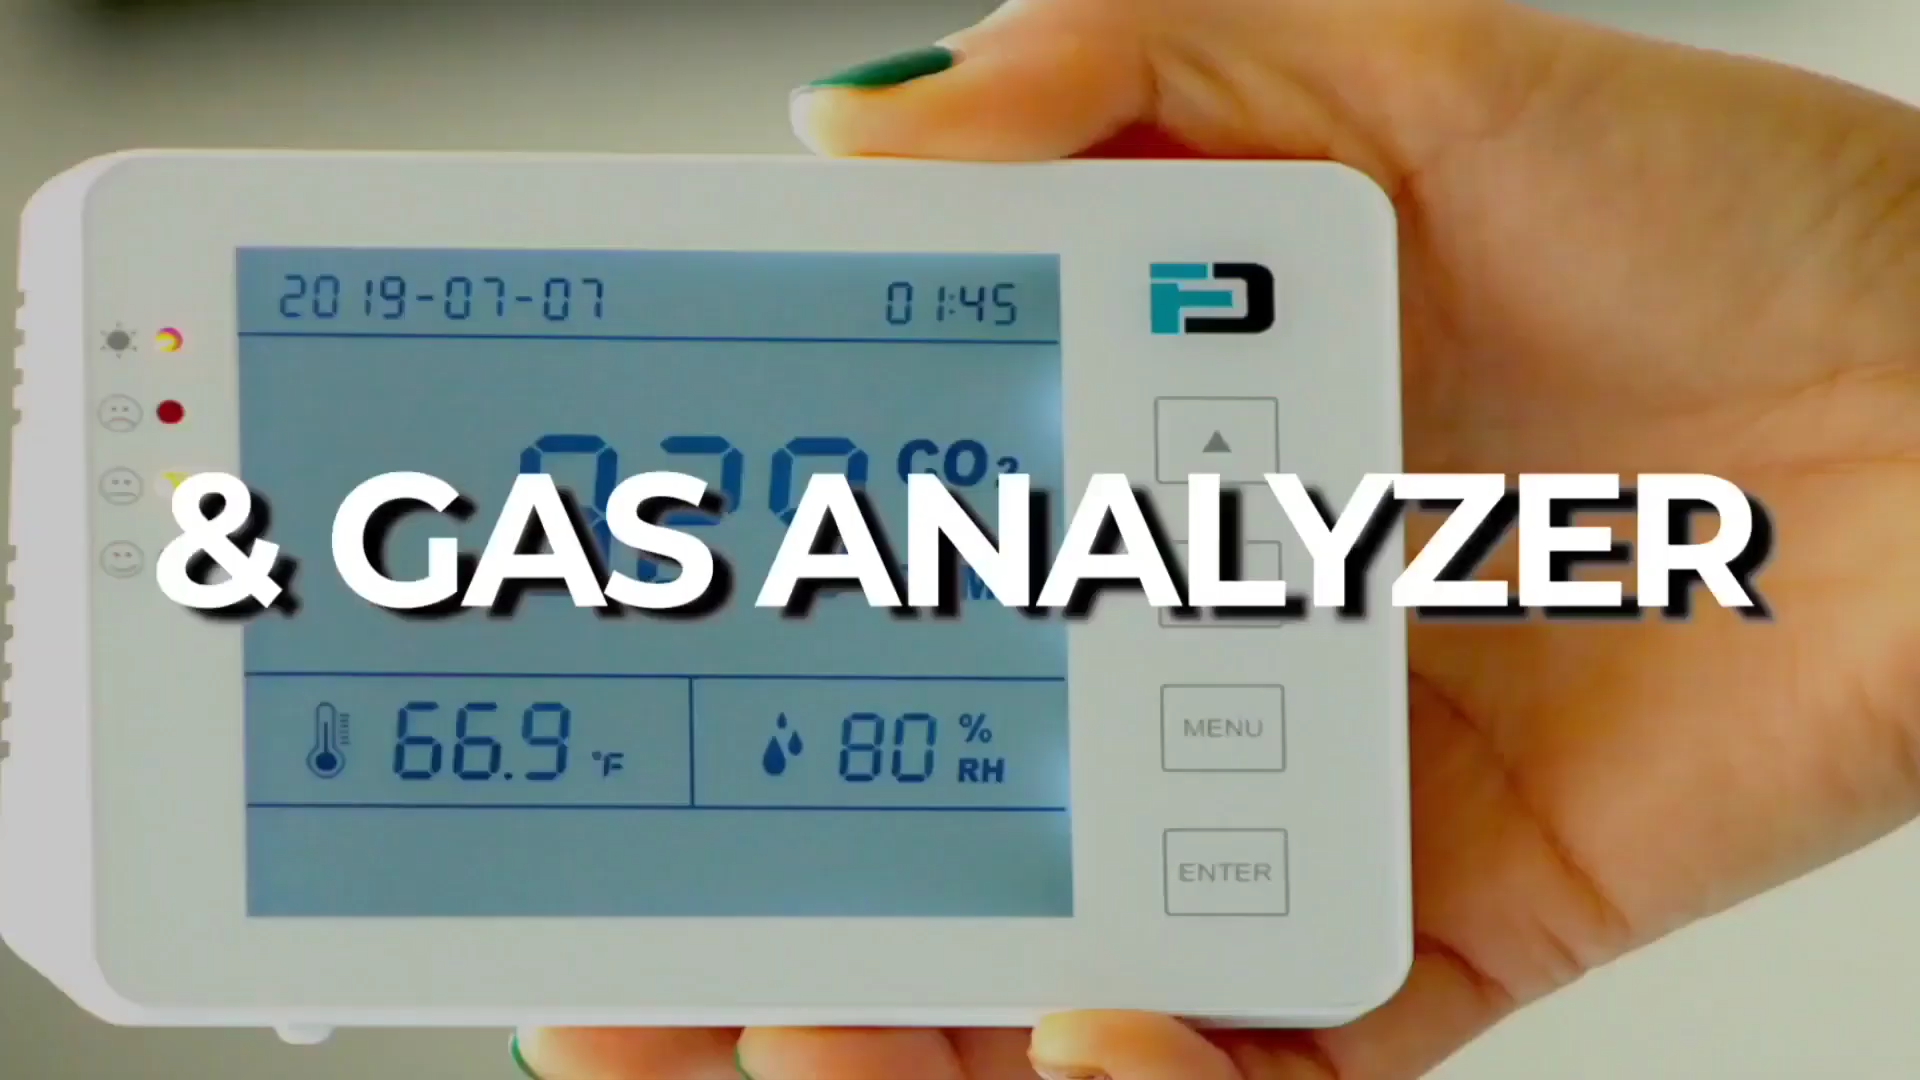 2019-07-07 01:45
CO2
& GAS ANALYZER
66.9 °F 80 % RH
MENU
ENTER